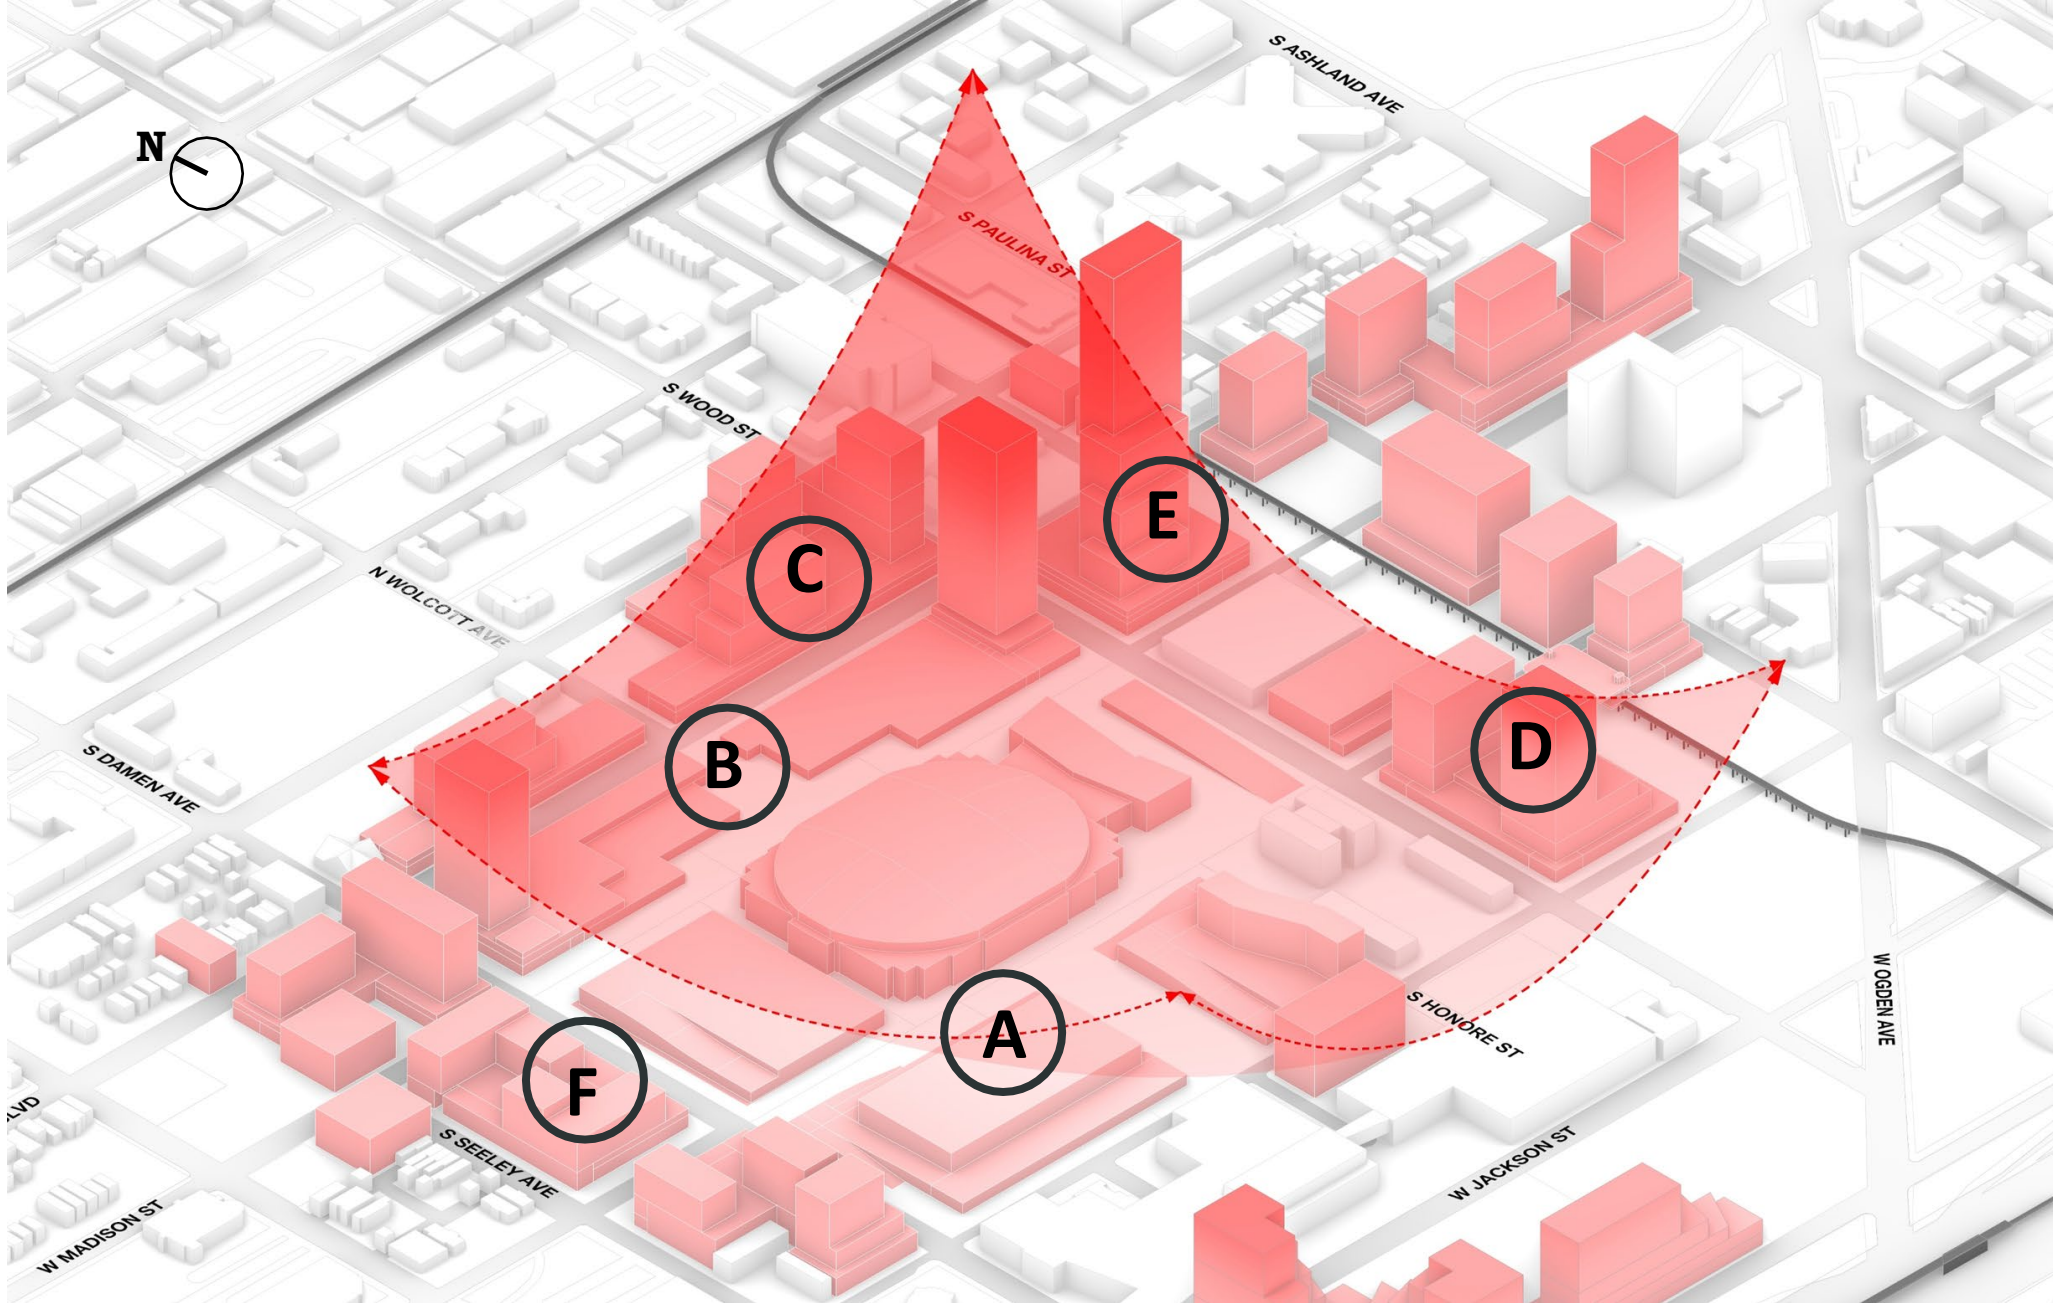 S ASHLAND AVE
N
S PAULINA ST
S WOOD ST
E
C
N WOLCOTT AVE
D
B
S DAMEN AVE
W OGDEN AVE
A
S HONORE ST
F
LVD
S SEELEY AVE
W JACKSON ST
W MADISON ST